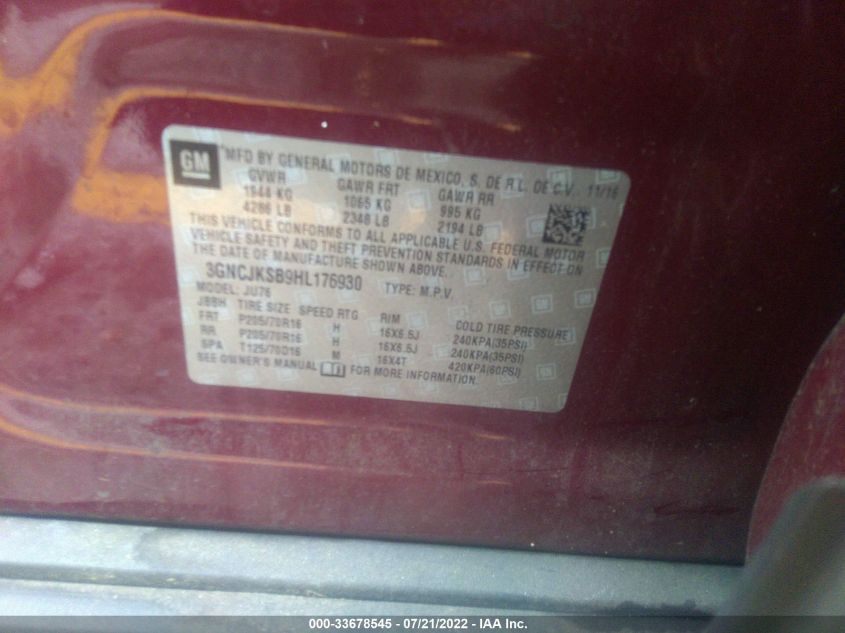 GM
MFD BY GENERAL MOTORS DE MEXICO, S. DE R.L. DE C.V. 11/16
GVWR GAWR FRT GAWR RR
1944 KG 1065 KG 995 KG
4286 LB 2348 LB 2194 LB
THIS VEHICLE CONFORMS TO ALL APPLICABLE U.S. FEDERAL MOTOR
VEHICLE SAFETY AND THEFT PREVENTION STANDARDS IN EFFECT ON
THE DATE OF MANUFACTURE SHOWN ABOVE.
3GNCJKSB9HL176930 TYPE: M.P.V.
MODEL: JU76
JBBH TIRE SIZE SPEED RTG RIM COLD TIRE PRESSURE
FRT P205/70R16 H 16X6.5J 240KPA(35PSI)
RR P205/70R16 H 16X6.5J 240KPA(35PSI)
SPA T125/70D16 M 16X4T 420KPA(60PSI)
SEE OWNER'S MANUAL FOR MORE INFORMATION.
000-33678545 - 07/21/2022 - IAA Inc.